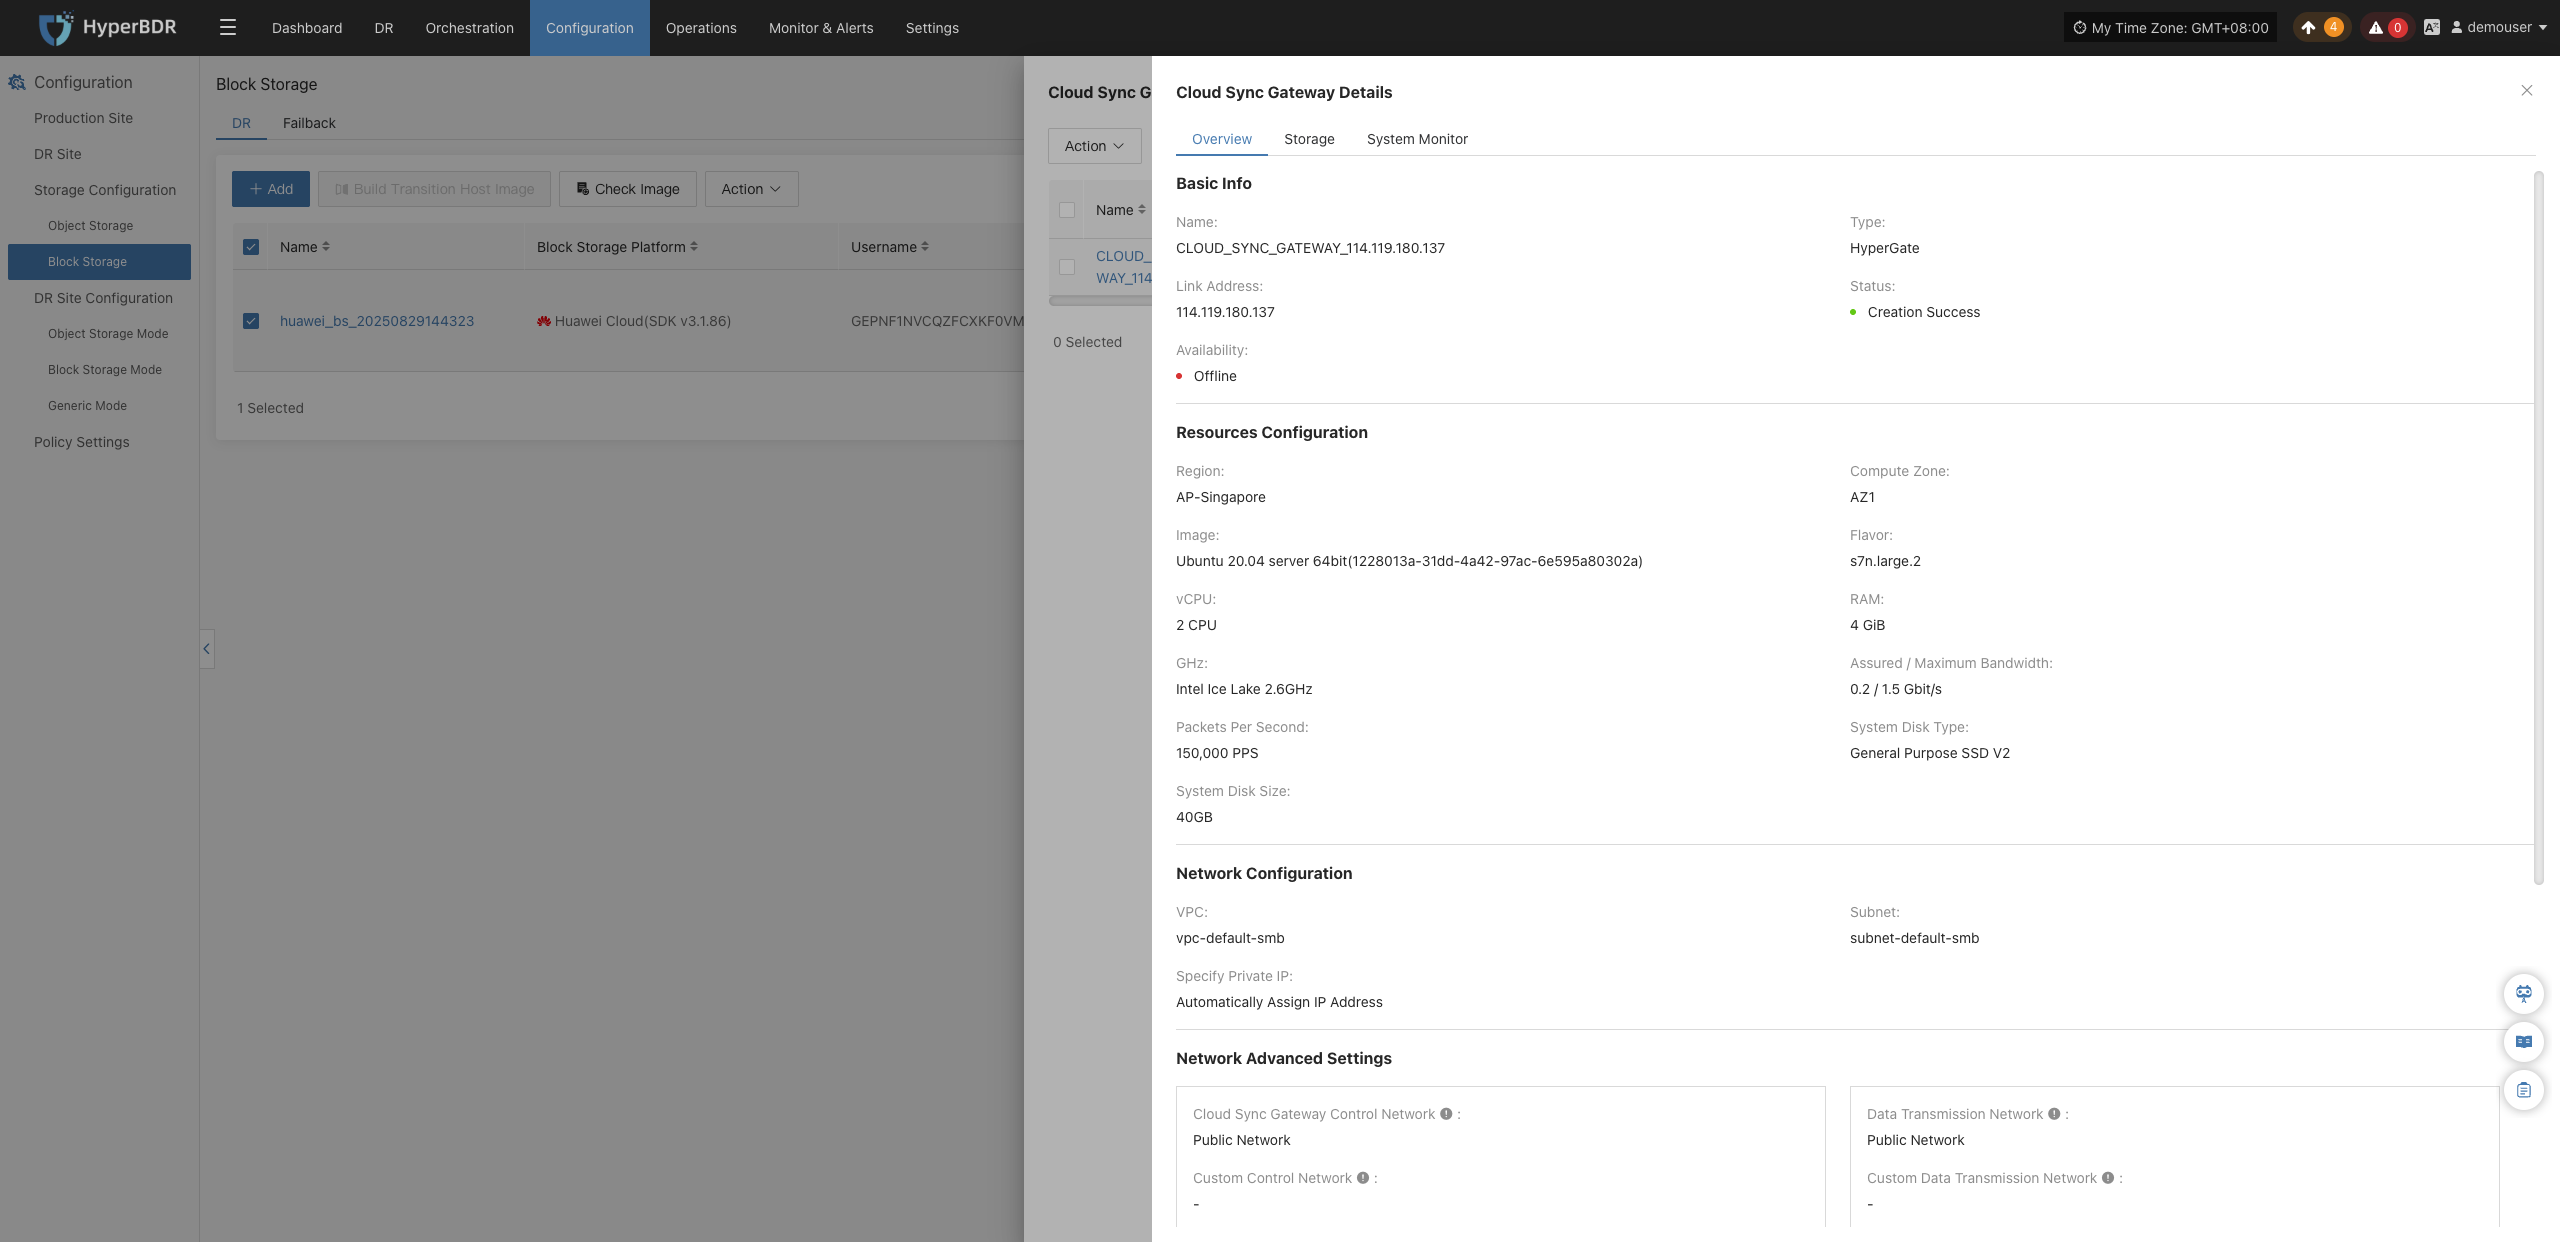 HyperBDR
Dashboard
DR
Orchestration
Configuration
Operations
Monitor & Alerts
Settings
My Time Zone: GMT+08:00
4
0
demouser
Configuration
Production Site
DR Site
Storage Configuration
Object Storage
Block Storage
DR Site Configuration
Object Storage Mode
Block Storage Mode
Generic Mode
Policy Settings
Block Storage
DR
Failback
Add
Build Transition Host Image
Check Image
Action
Name
Block Storage Platform
Username
huawei_bs_20250829144323
Huawei Cloud(SDK v3.1.86)
GEPNF1NVCQZFCXKF0VM
1 Selected
Cloud Sync G
Action
Name
CLOUD_
WAY_114
0 Selected
Cloud Sync Gateway Details
Overview
Storage
System Monitor
Basic Info
Name:
CLOUD_SYNC_GATEWAY_114.119.180.137
Type:
HyperGate
Link Address:
114.119.180.137
Status:
Creation Success
Availability:
Offline
Resources Configuration
Region:
AP-Singapore
Compute Zone:
AZ1
Image:
Ubuntu 20.04 server 64bit(1228013a-31dd-4a42-97ac-6e595a80302a)
Flavor:
s7n.large.2
vCPU:
2 CPU
RAM:
4 GiB
GHz:
Intel Ice Lake 2.6GHz
Assured / Maximum Bandwidth:
0.2 / 1.5 Gbit/s
Packets Per Second:
150,000 PPS
System Disk Type:
General Purpose SSD V2
System Disk Size:
40GB
Network Configuration
VPC:
vpc-default-smb
Subnet:
subnet-default-smb
Specify Private IP:
Automatically Assign IP Address
Network Advanced Settings
Cloud Sync Gateway Control Network :
Public Network
Custom Control Network :
-
Data Transmission Network :
Public Network
Custom Data Transmission Network :
-